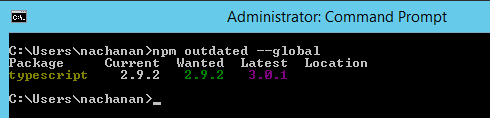 Administrator: Command Prompt
C:\Users\nachanan>npm outdated --global
Package Current Wanted Latest Location
typescript 2.9.2 2.9.2 3.0.1
C:\Users\nachanan>_